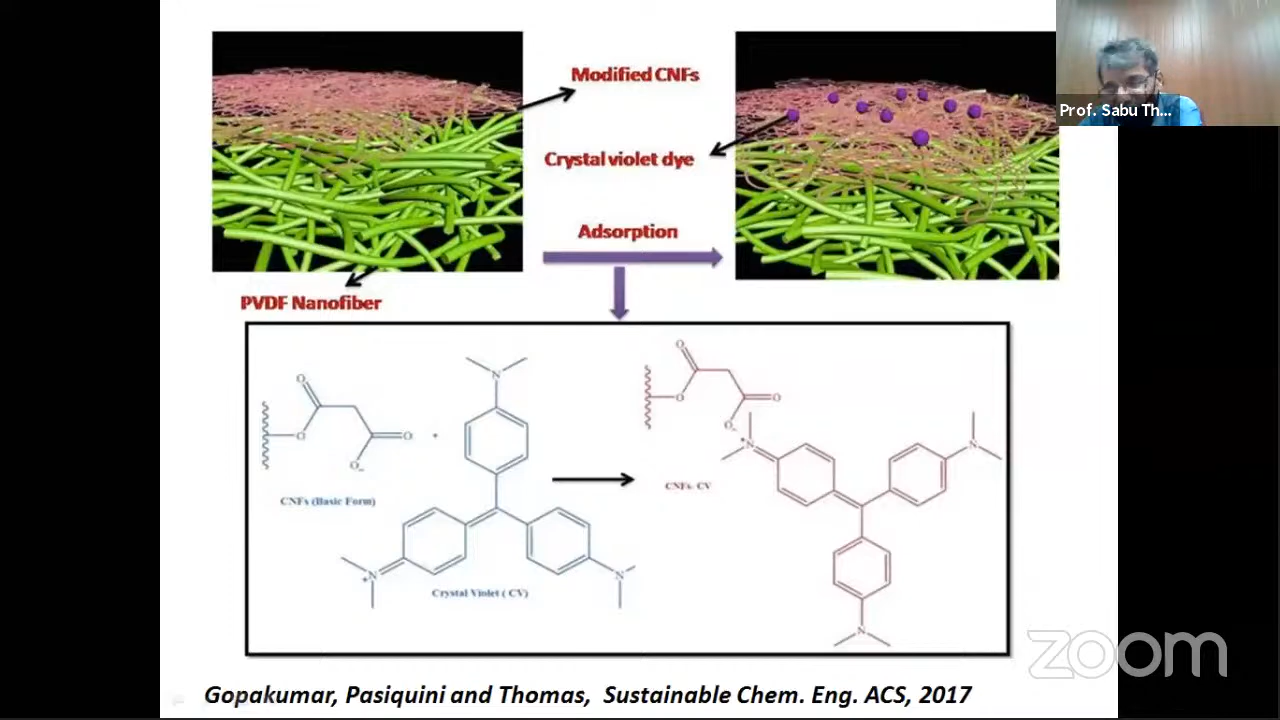 Modified CNFs
Prof. Sabu Th...
Crystal violet dye
Adsorption
PVDF Nanofiber
CNFs (Basic Form)
CNFs-CV
Crystal Violet ( CV)
zoom
Gopakumar, Pasiquini and Thomas, Sustainable Chem. Eng. ACS, 2017